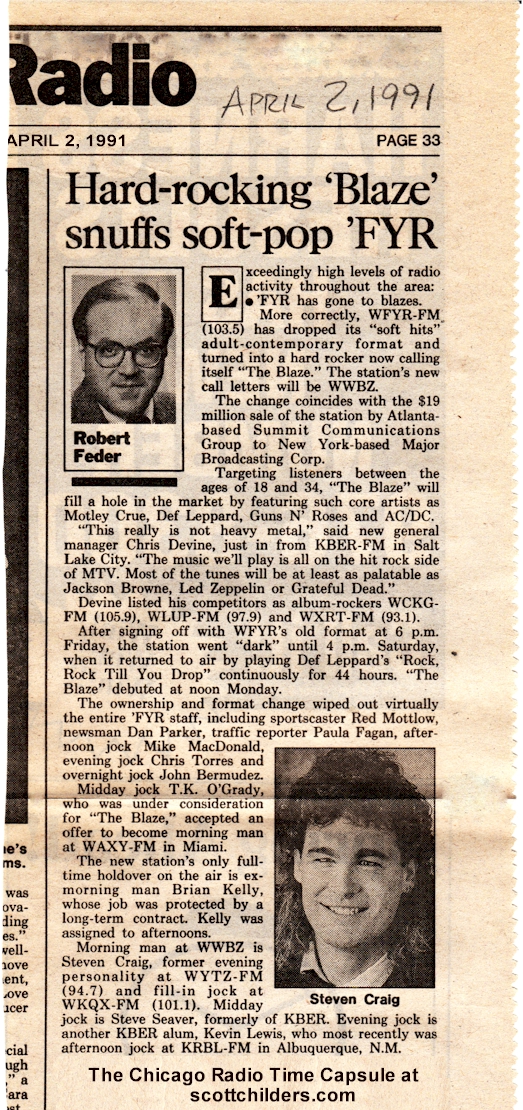 Radio
APRIL 2, 1991
APRIL 2, 1991
PAGE 33
Hard-rocking ‘Blaze’
snuffs soft-pop ’FYR
Robert
Feder
Exceedingly high levels of radio
activity throughout the area:
• ’FYR has gone to blazes.
More correctly, WFYR-FM
(103.5) has dropped its “soft hits”
adult-contemporary format and
turned into a hard rocker now calling
itself “The Blaze.” The station’s new
call letters will be WWBZ.
The change coincides with the $19
million sale of the station by Atlanta-
based Summit Communications
Group to New York-based Major
Broadcasting Corp.
Targeting listeners between the
ages of 18 and 34, “The Blaze” will
fill a hole in the market by featuring such core artists as
Motley Crue, Def Leppard, Guns N’ Roses and AC/DC.
“This really is not heavy metal,” said new general
manager Chris Devine, just in from KBER-FM in Salt
Lake City. “The music we’ll play is all on the hit rock side
of MTV. Most of the tunes will be at least as palatable as
Jackson Browne, Led Zeppelin or Grateful Dead.”
Devine listed his competitors as album-rockers WCKG-
FM (105.9), WLUP-FM (97.9) and WXRT-FM (93.1).
After signing off with WFYR’s old format at 6 p.m.
Friday, the station went “dark” until 4 p.m. Saturday,
when it returned to air by playing Def Leppard’s “Rock,
Rock Till You Drop” continuously for 44 hours. “The
Blaze” debuted at noon Monday.
The ownership and format change wiped out virtually
the entire ’FYR staff, including sportscaster Red Mottlow,
newsman Dan Parker, traffic reporter Paula Fagan, after-
noon jock Mike MacDonald,
evening jock Chris Torres and
overnight jock John Bermudez.
Midday jock T.K. O’Grady,
who was under consideration
for “The Blaze,” accepted an
offer to become morning man
at WAXY-FM in Miami.
The new station’s only full-
time holdover on the air is ex-
morning man Brian Kelly,
whose job was protected by a
long-term contract. Kelly was
assigned to afternoons.
Morning man at WWBZ is
Steven Craig, former evening
personality at WYTZ-FM
(94.7) and fill-in jock at
WKQX-FM (101.1). Midday
jock is Steve Seaver, formerly of KBER. Evening jock is
another KBER alum, Kevin Lewis, who most recently was
afternoon jock at KRBL-FM in Albuquerque, N.M.
Steven Craig
The Chicago Radio Time Capsule at
scottchilders.com